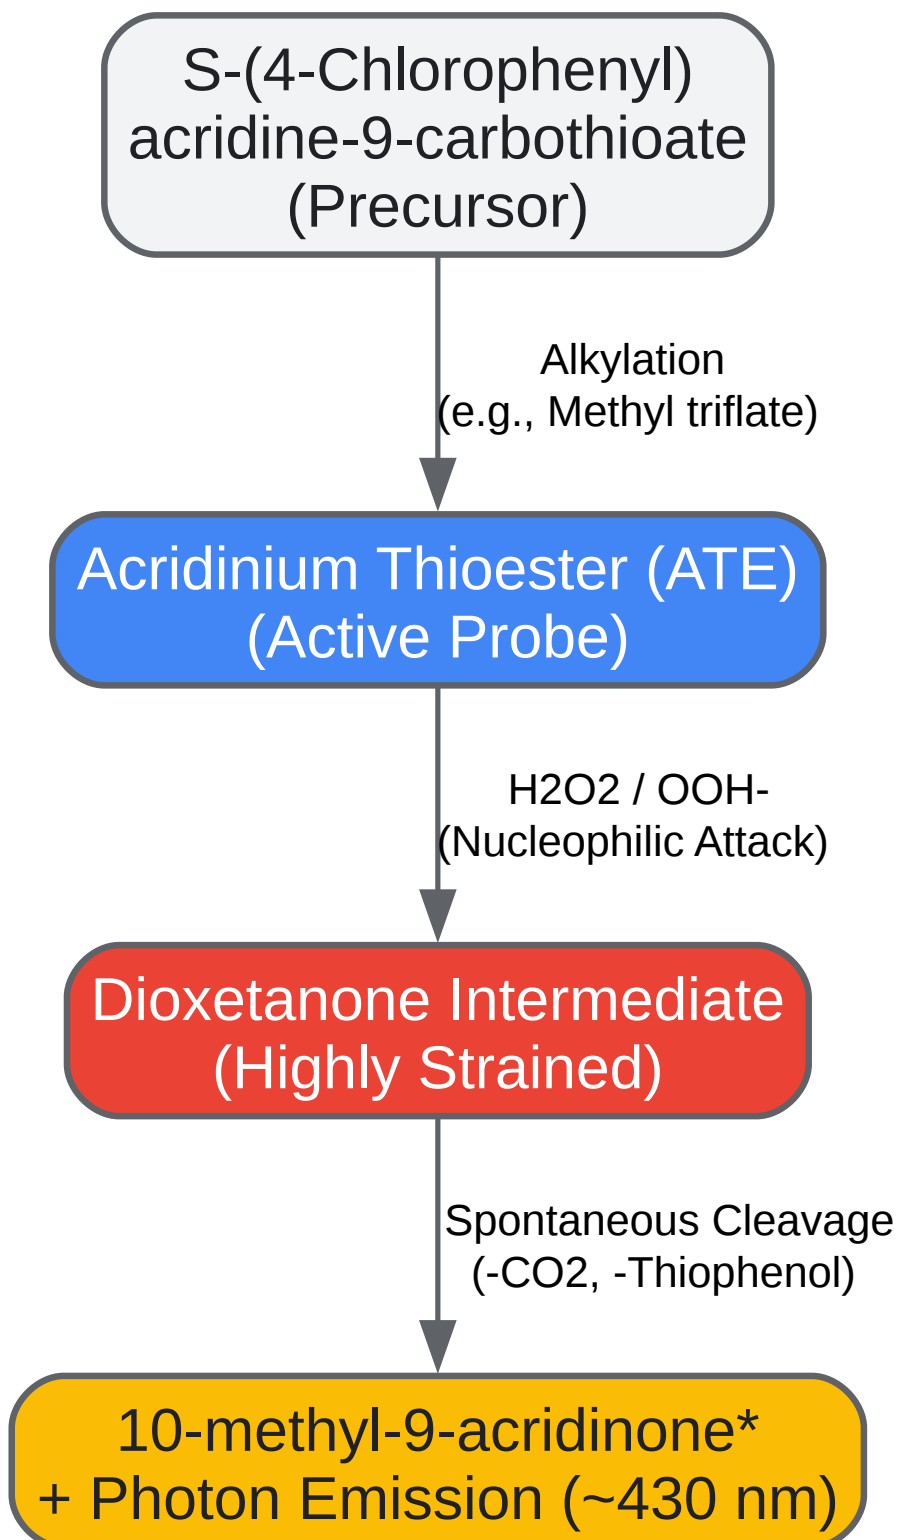 S-(4-Chlorophenyl)
acridine-9-carbothioate
(Precursor)
Alkylation
(e.g., Methyl triflate)
Acridinium Thioester (ATE)
(Active Probe)
H2O2 / OOH-
(Nucleophilic Attack)
Dioxetanone Intermediate
(Highly Strained)
Spontaneous Cleavage
(-CO2, -Thiophenol)
10-methyl-9-acridinone*
+ Photon Emission (~430 nm)